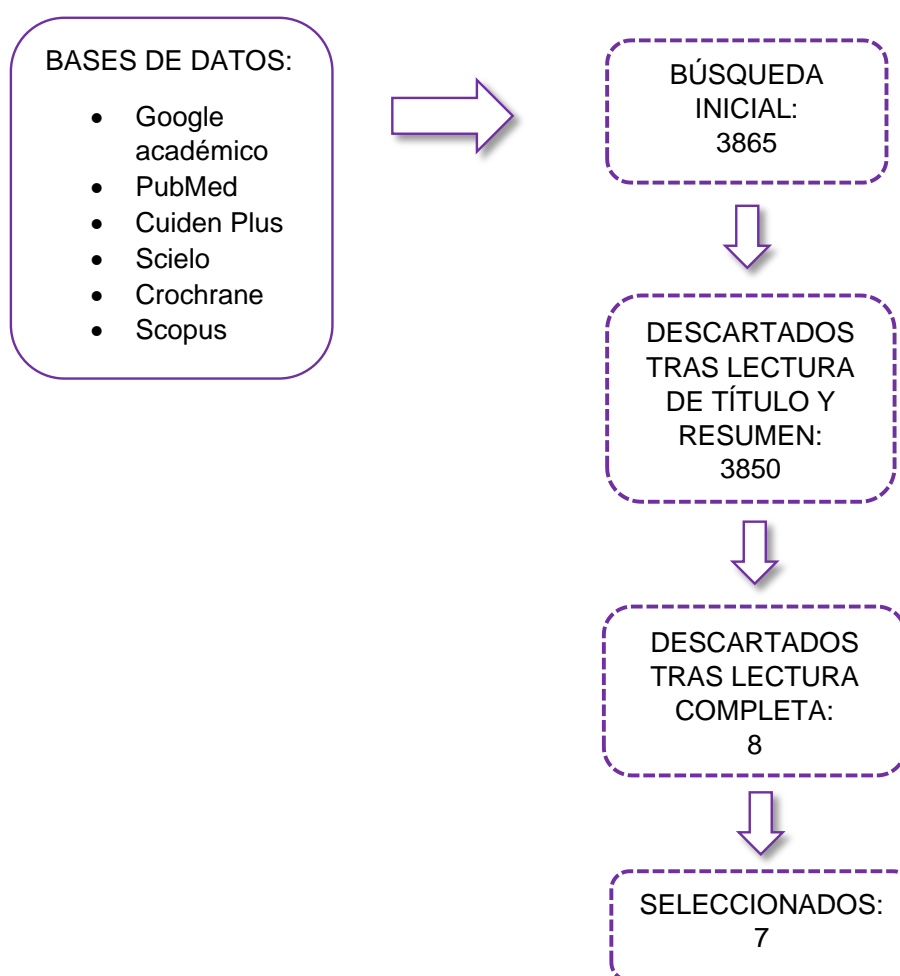 BASES DE DATOS:
• Google
académico
• PubMed
• Cuiden Plus
• Scielo
• Crochrane
• Scopus
BÚSQUEDA
INICIAL:
3865
DESCARTADOS
TRAS LECTURA
DE TÍTULO Y
RESUMEN:
3850
DESCARTADOS
TRAS LECTURA
COMPLETA:
8
SELECCIONADOS:
7